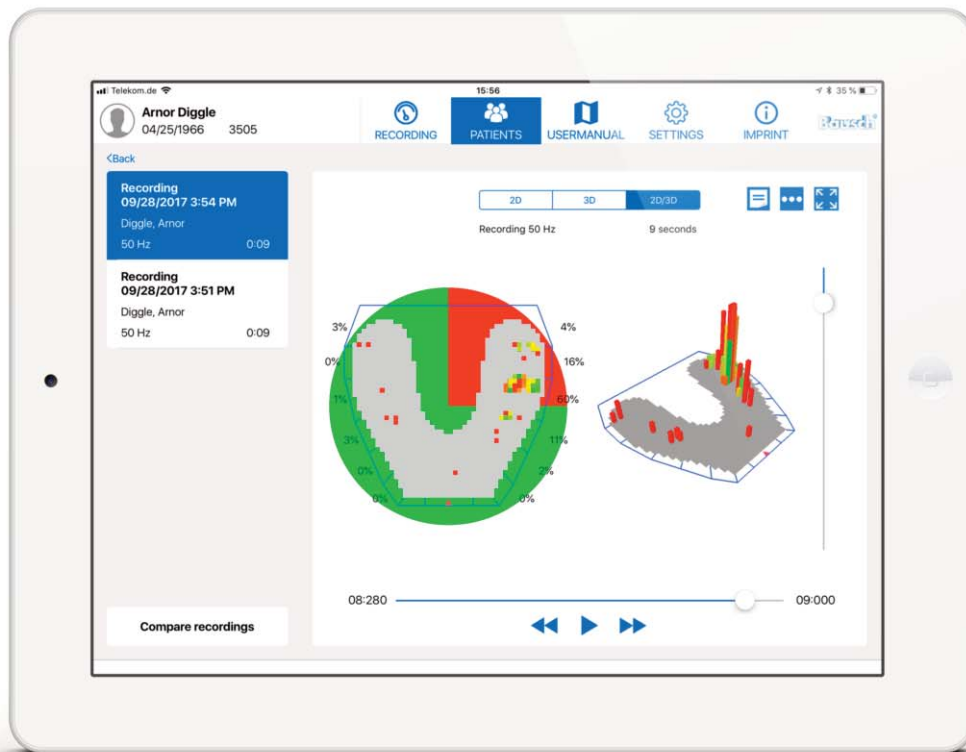 Telekom.de
15:56
35 %
Arnor Diggle
04/25/1966 3505
RECORDING
PATIENTS
USERMANUAL
SETTINGS
IMPRINT
Rausch
<Back
Recording
09/28/2017 3:54 PM
Diggle, Arnor
50 Hz 0:09
Recording
09/28/2017 3:51 PM
Diggle, Arnor
50 Hz 0:09
Compare recordings
2D 3D 2D/3D
Recording 50 Hz 9 seconds
3% 4%
0% 16%
1% 60%
3% 11%
0% 2%
0% 0%
08:280 09:000